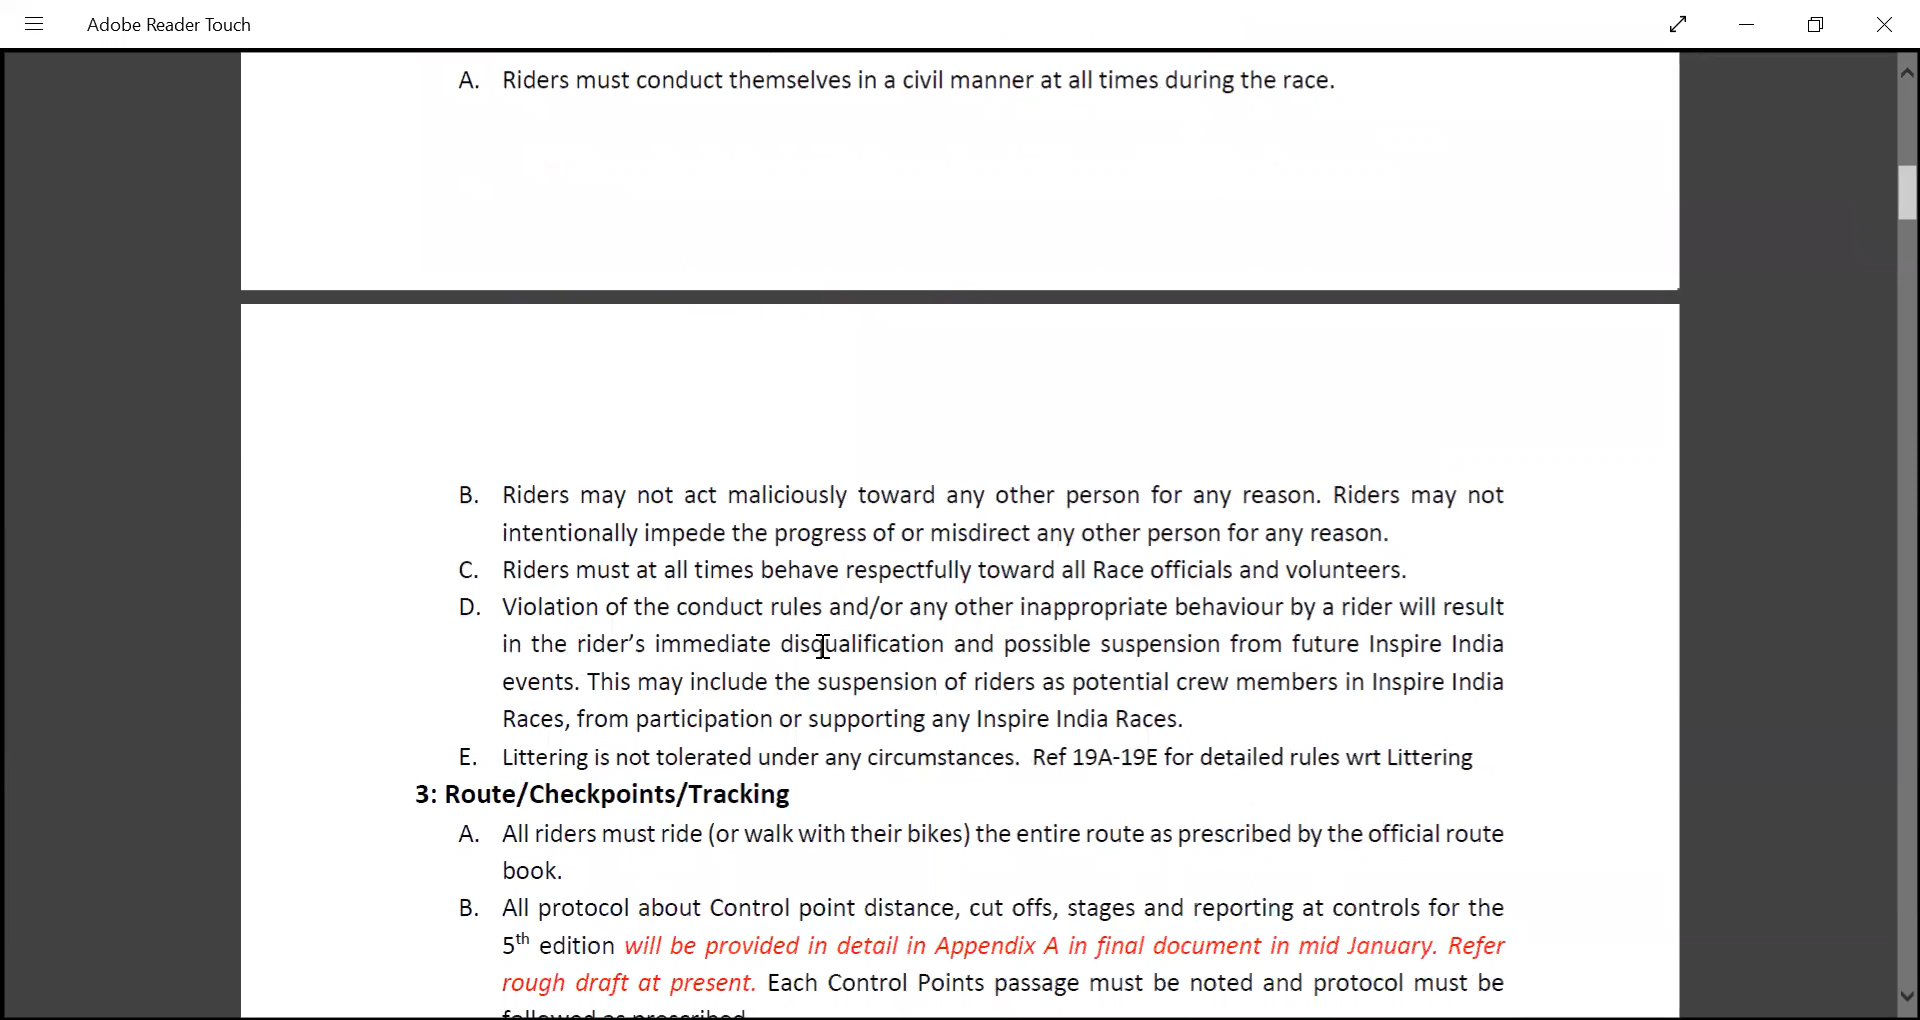 Adobe Reader Touch
A. Riders must conduct themselves in a civil manner at all times during the race.
B. Riders may not act maliciously toward any other person for any reason. Riders may not
intentionally impede the progress of or misdirect any other person for any reason.
C. Riders must at all times behave respectfully toward all Race officials and volunteers.
D. Violation of the conduct rules and/or any other inappropriate behaviour by a rider will result
in the rider’s immediate disqualification and possible suspension from future Inspire India
events. This may include the suspension of riders as potential crew members in Inspire India
Races, from participation or supporting any Inspire India Races.
E. Littering is not tolerated under any circumstances. Ref 19A-19E for detailed rules wrt Littering
3: Route/Checkpoints/Tracking
A. All riders must ride (or walk with their bikes) the entire route as prescribed by the official route
book.
B. All protocol about Control point distance, cut offs, stages and reporting at controls for the
5th edition will be provided in detail in Appendix A in final document in mid January. Refer
rough draft at present. Each Control Points passage must be noted and protocol must be
followed as prescribed